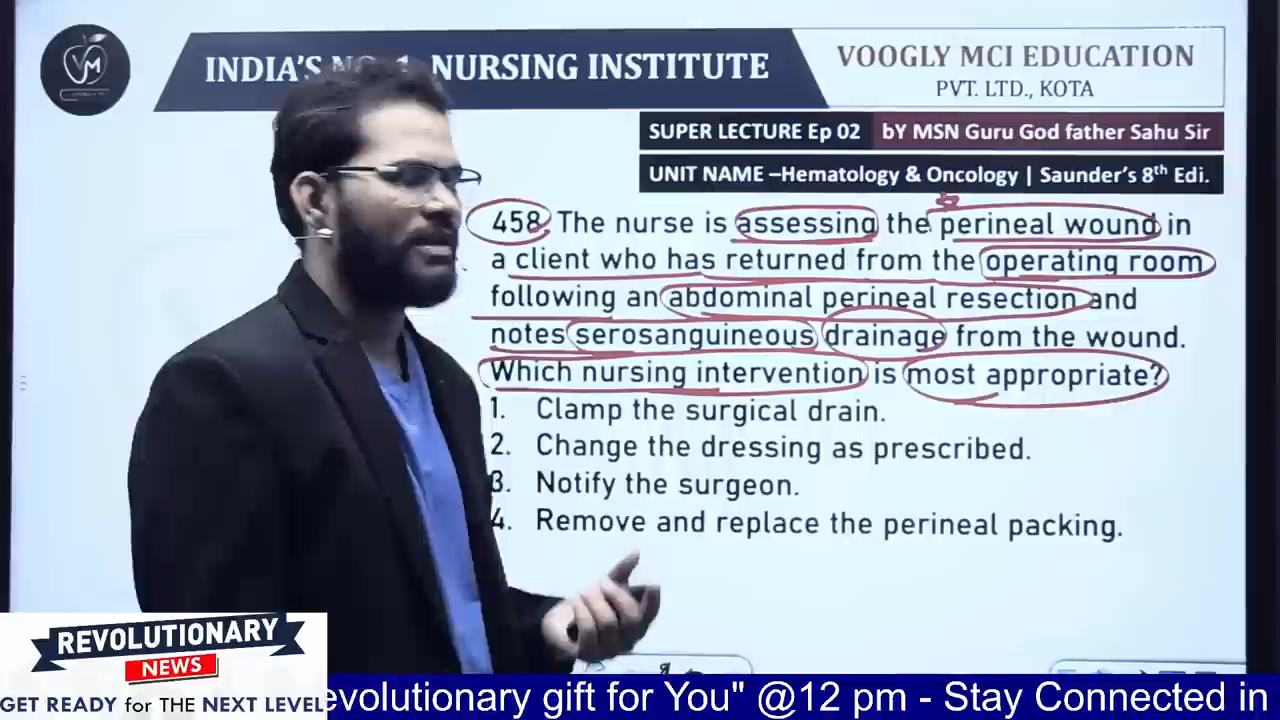 VM
INDIA'S NO. 1 NURSING INSTITUTE
VOOGLY MCI EDUCATION
PVT. LTD., KOTA
SUPER LECTURE Ep 02 bY MSN Guru God father Sahu Sir
UNIT NAME –Hematology & Oncology | Saunder's 8th Edi.
458 The nurse is assessing the perineal wound in
a client who has returned from the operating room
following an abdominal perineal resection and
notes serosanguineous drainage from the wound.
Which nursing intervention is most appropriate?
1. Clamp the surgical drain.
2. Change the dressing as prescribed.
3. Notify the surgeon.
4. Remove and replace the perineal packing.
REVOLUTIONARY
NEWS
GET READY for THE NEXT LEVEL
evolutionary gift for You" @12 pm - Stay Connected in